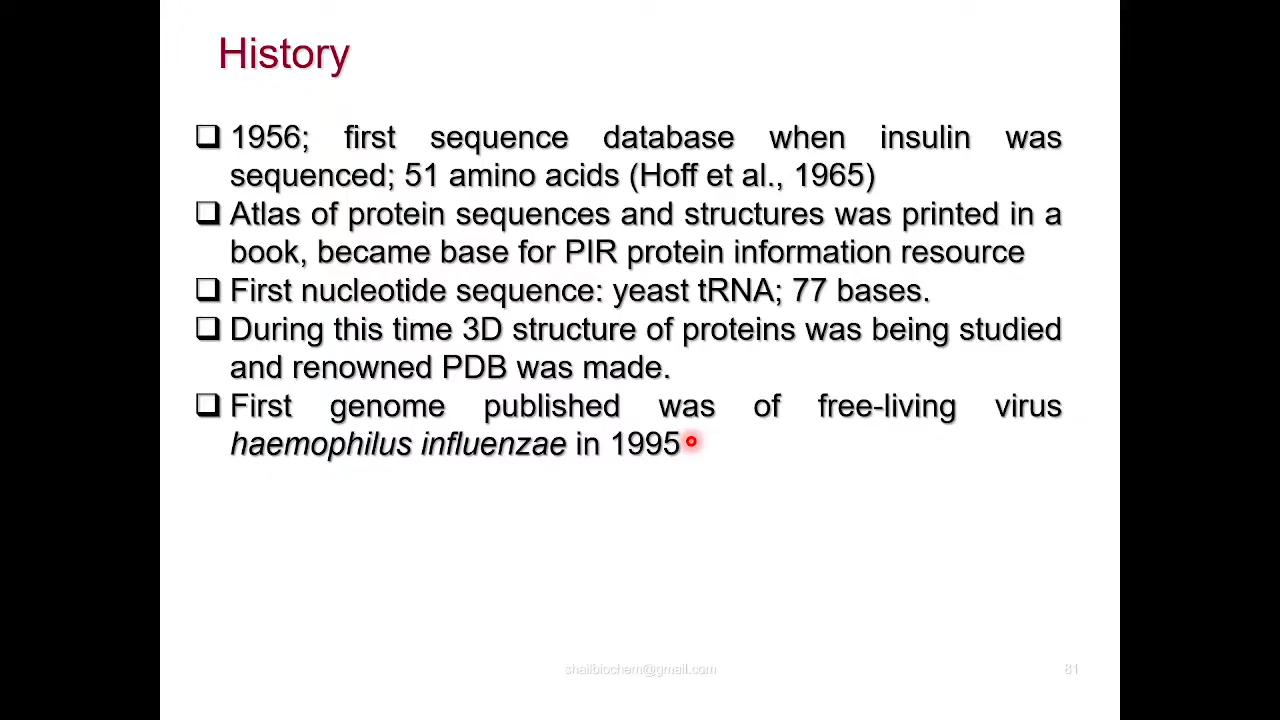 History
❑ 1956; first sequence database when insulin was
sequenced; 51 amino acids (Hoff et al., 1965)
❑ Atlas of protein sequences and structures was printed in a
book, became base for PIR protein information resource
❑ First nucleotide sequence: yeast tRNA; 77 bases.
❑ During this time 3D structure of proteins was being studied
and renowned PDB was made.
❑ First genome published was of free-living virus
haemophilus influenzae in 1995
shailbiochem@gmail.com
81